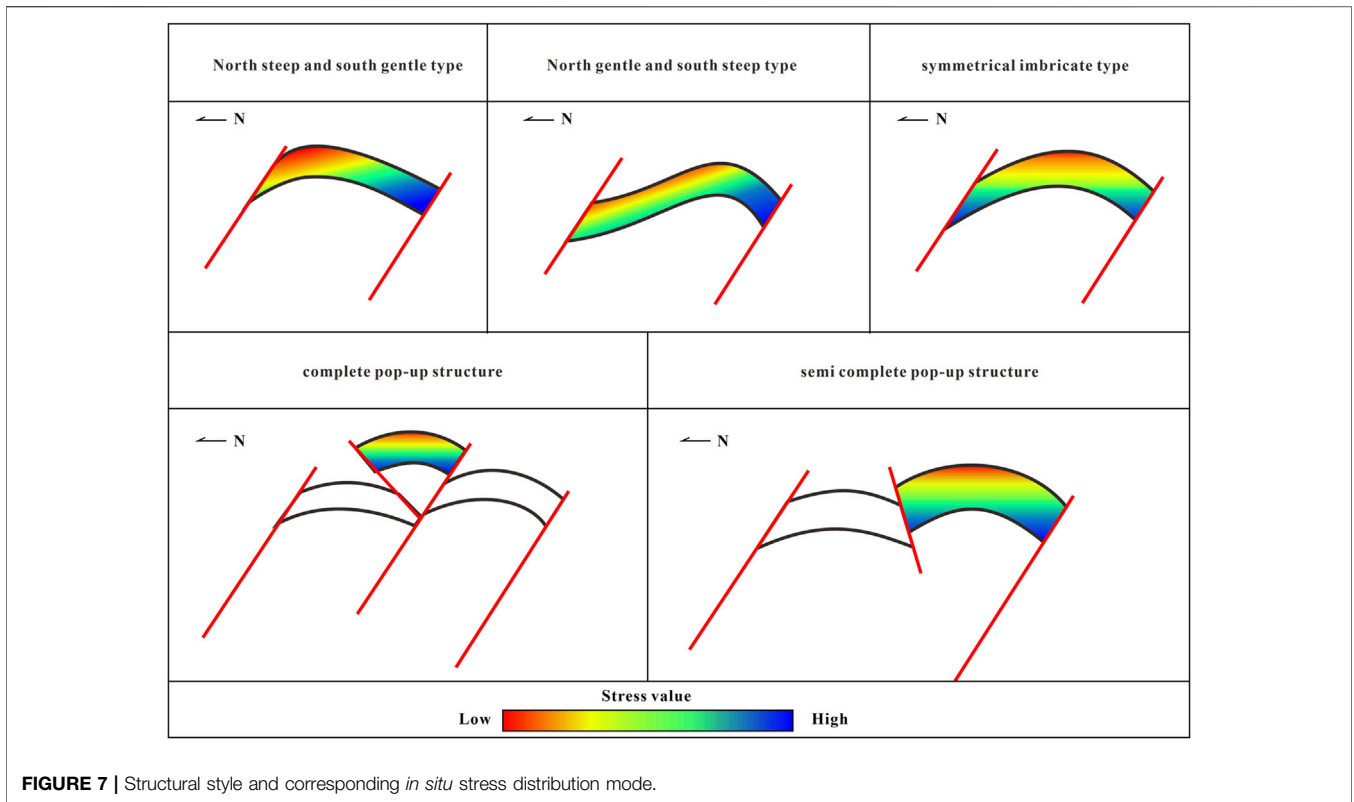 North steep and south gentle type
North gentle and south steep type
symmetrical imbricate type
N
N
N
complete pop-up structure
semi complete pop-up structure
N
N
Stress value
Low
High
FIGURE 7 | Structural style and corresponding in situ stress distribution mode.